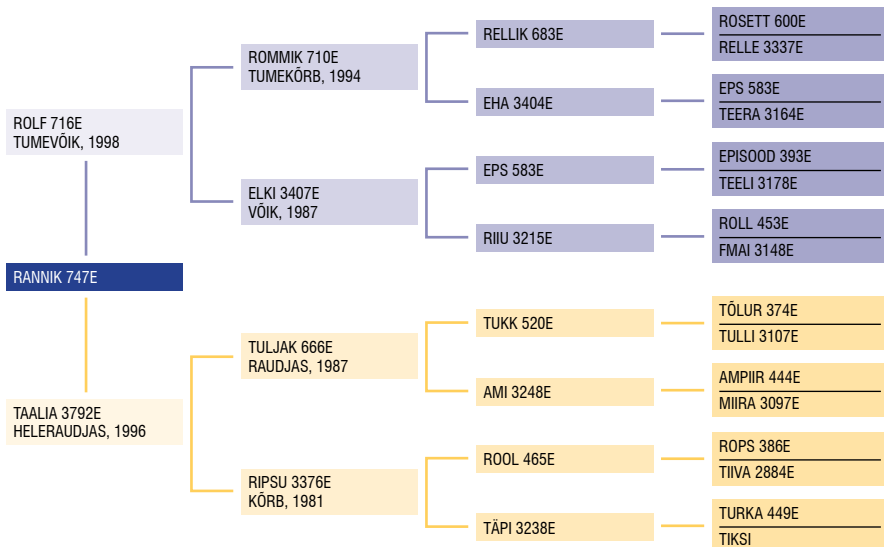 ROLF 716E
TUMEVÕIK, 1998
RANNIK 747E
TAALIA 3792E
HELERAUDJAS, 1996
ROMMIK 710E
TUMEKÕRB, 1994
ELKI 3407E
VÕIK, 1987
TULJAK 666E
RAUDJAS, 1987
RIPSU 3376E
KÕRB, 1981
RELLIK 683E
EHA 3404E
EPS 583E
RIIU 3215E
TUKK 520E
AMI 3248E
ROOL 465E
TÄPI 3238E
ROSETT 600E
RELLE 3337E
EPS 583E
TEERA 3164E
EPISOOD 393E
TEELI 3178E
ROLL 453E
FMAI 3148E
TÕLUR 374E
TULLI 3107E
AMPIIR 444E
MIIRA 3097E
ROPS 386E
TIIVA 2884E
TURKA 449E
TIKSI